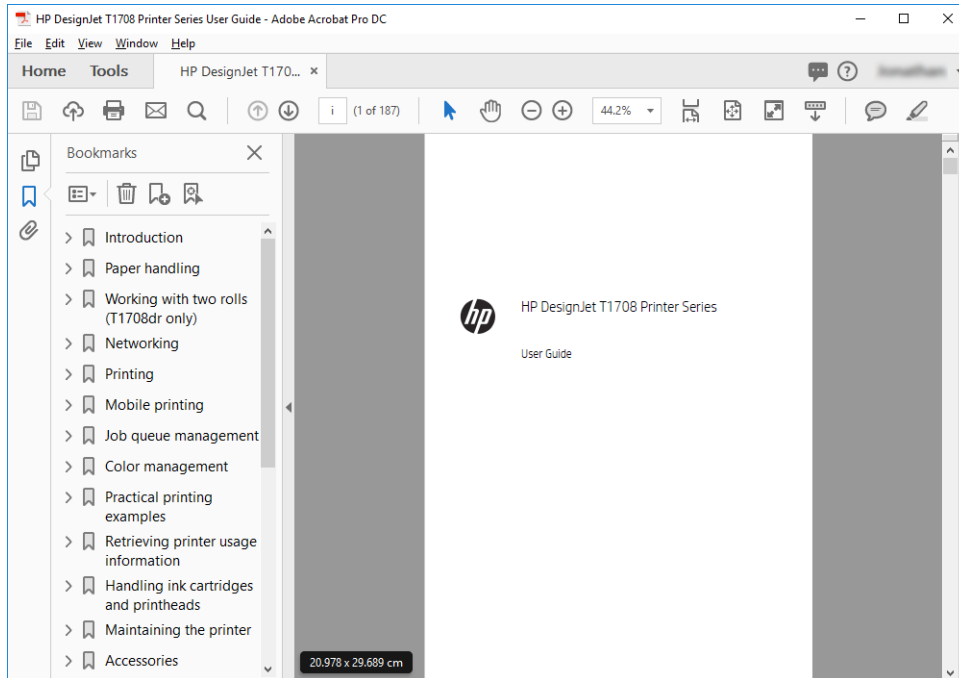 HP DesignJet T1708 Printer Series User Guide - Adobe Acrobat Pro DC
File Edit View Window Help
Home Tools HP DesignJet T170... ×
i (1 of 187) 44.2%
Bookmarks
Introduction
Paper handling
Working with two rolls
(T1708dr only)
Networking
Printing
Mobile printing
Job queue management
Color management
Practical printing
examples
Retrieving printer usage
information
Handling ink cartridges
and printheads
Maintaining the printer
Accessories
hp
HP DesignJet T1708 Printer Series
User Guide
20.978 x 29.689 cm